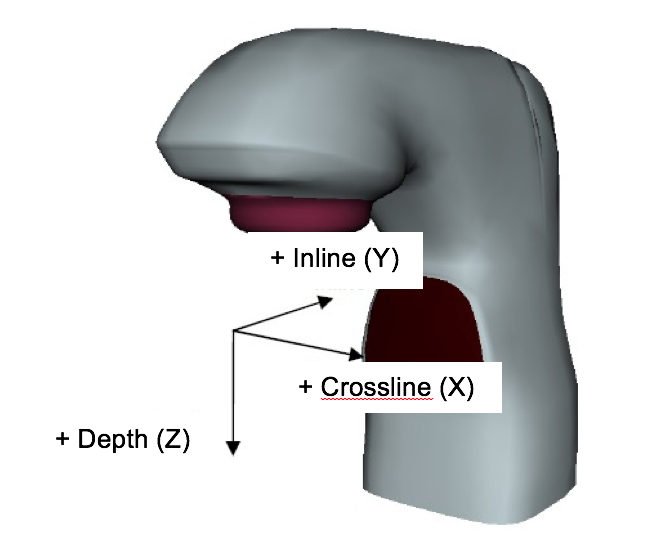 + Inline (Y)
+ Crossline (X)
+ Depth (Z)